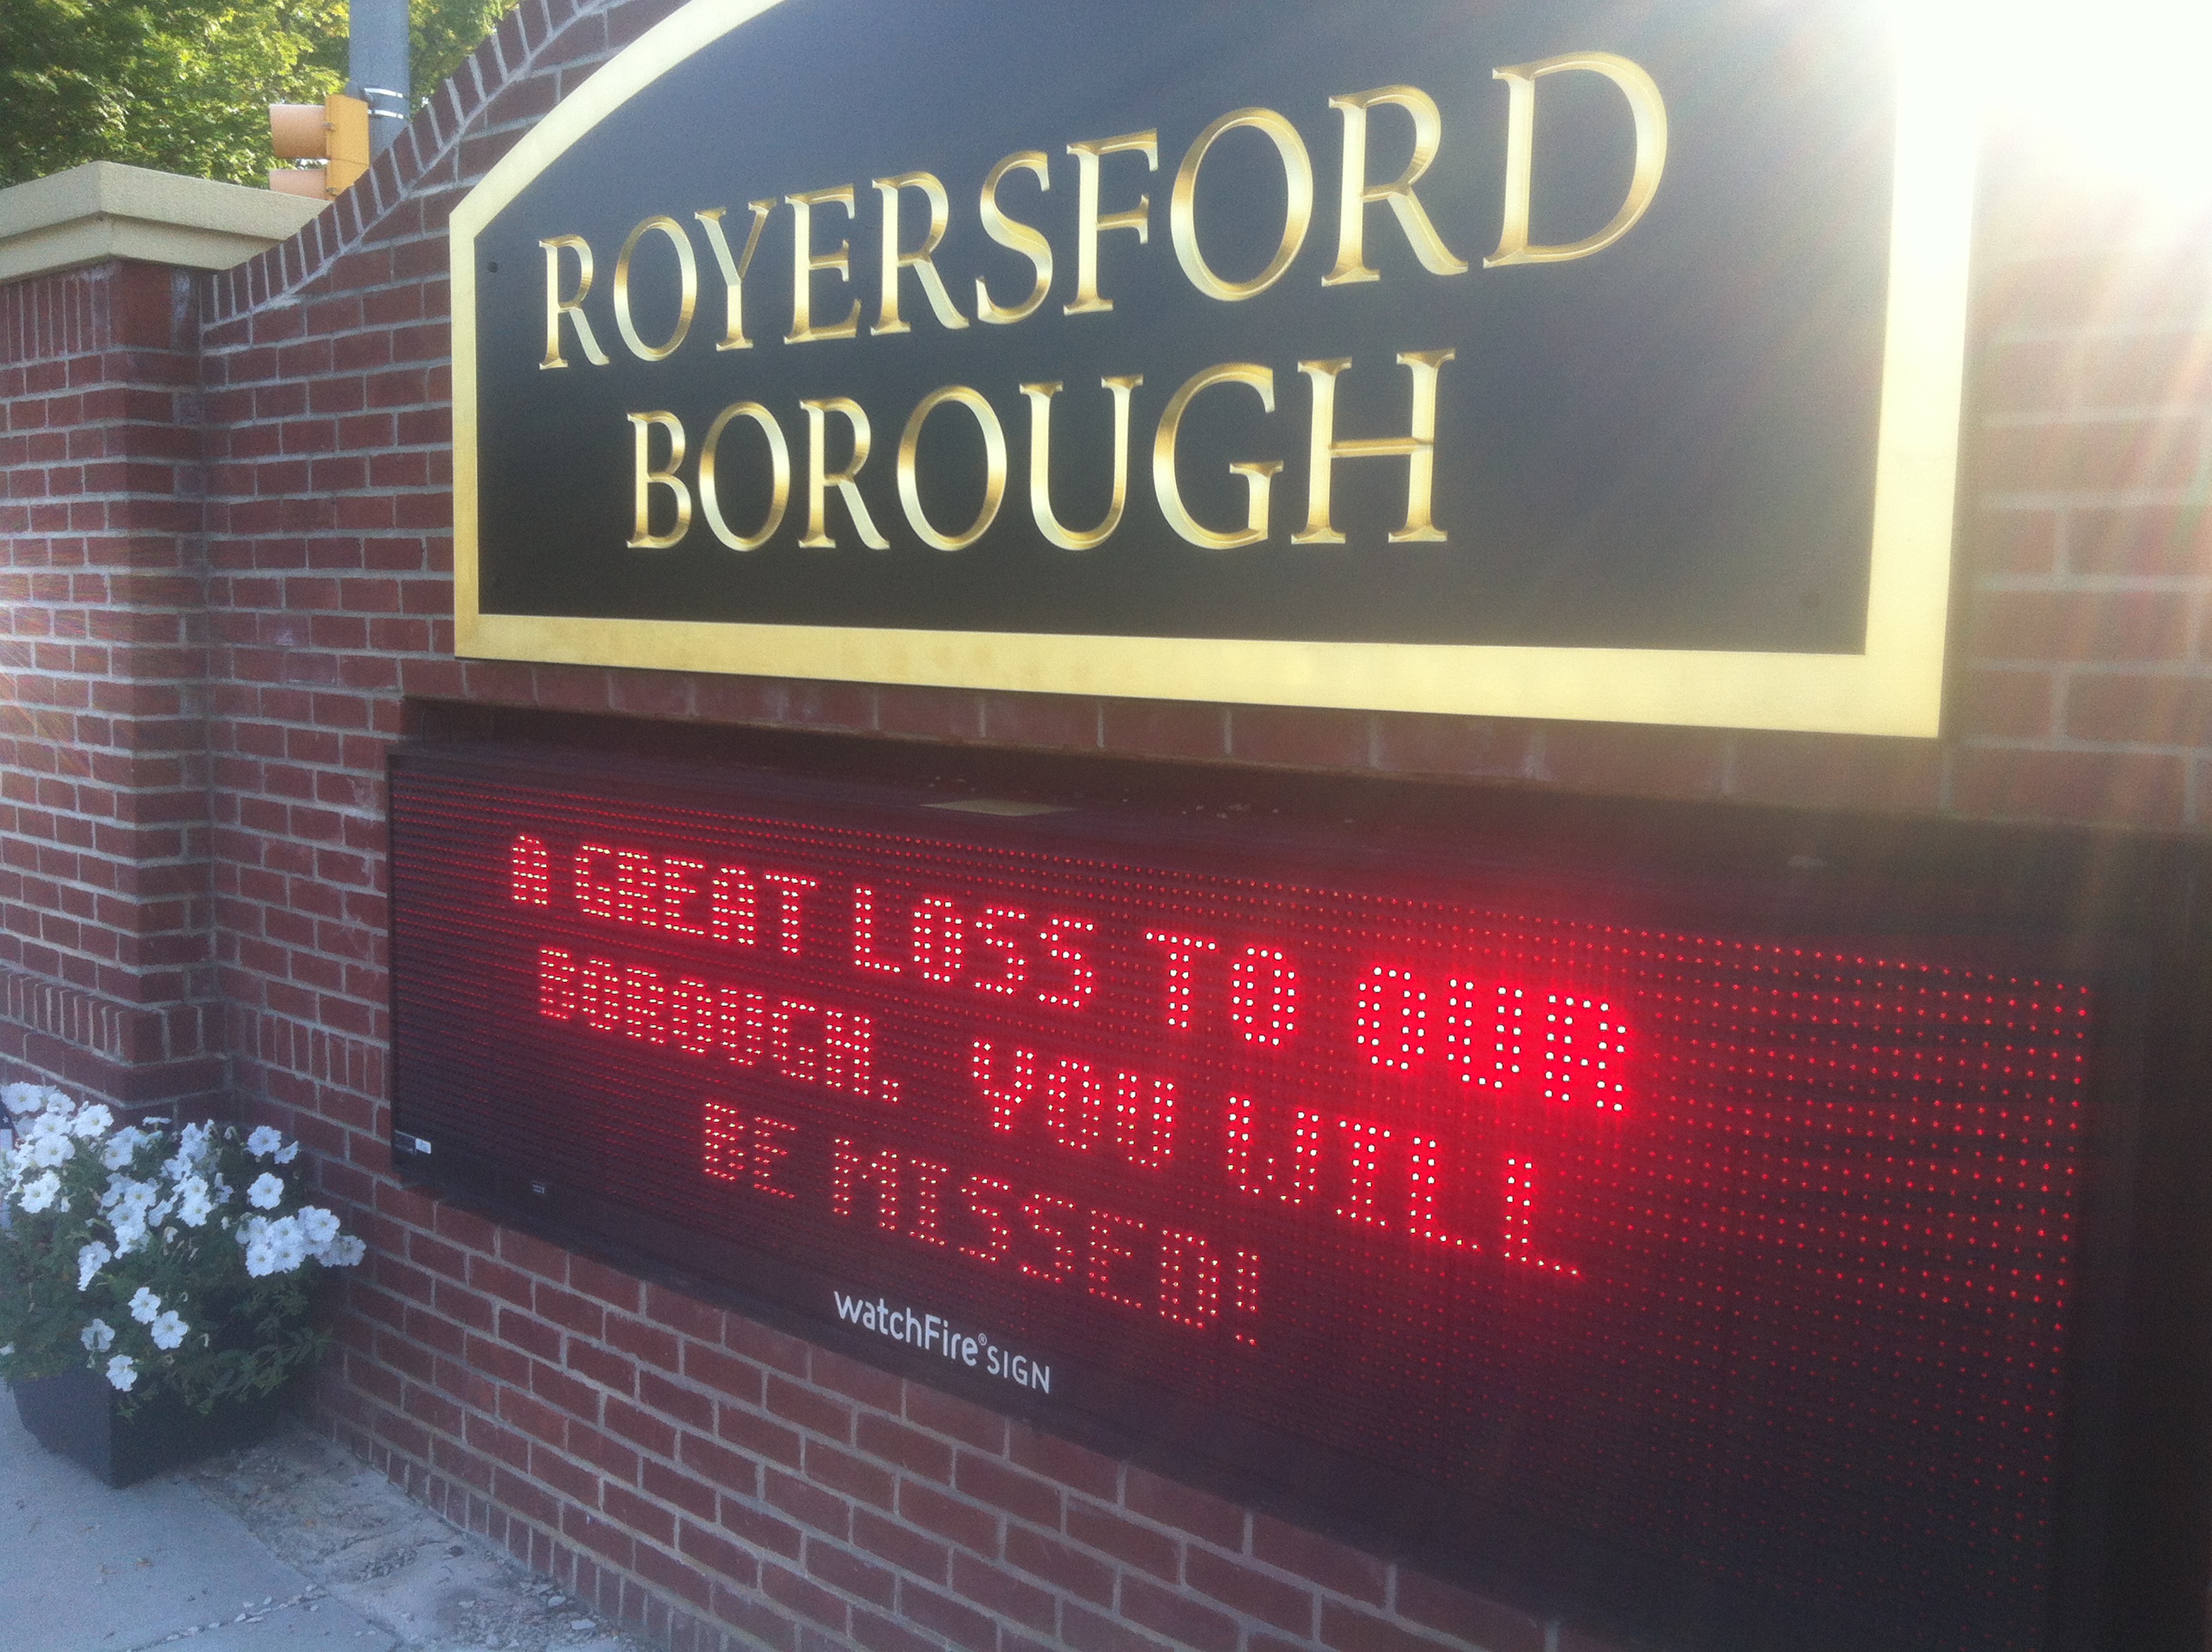 ROYERSFORD
BOROUGH
A GREAT LOSS TO OUR
BOROUGH. YOU WILL
BE MISSED!
watchFire® SIGN